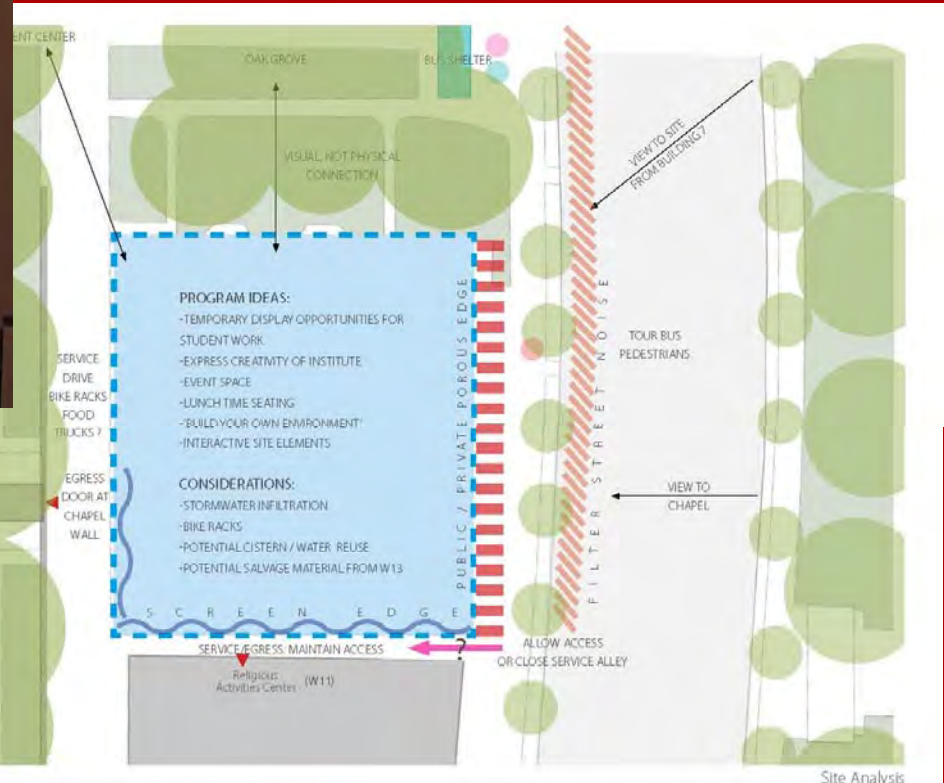 ENT CENTER
OAK GROVE
BUS SHELTER
VISUAL, NOT PHYSICAL
CONNECTION
VIEW TO SITE
FROM BUILDING?
PROGRAM IDEAS:
-TEMPORARY DISPLAY OPPORTUNITIES FOR
STUDENT WORK
-EXPRESS CREATIVITY OF INSTITUTE
-EVENT SPACE
-LUNCH TIME SEATING
-'BUILD YOUR OWN ENVIRONMENT'
-INTERACTIVE SITE ELEMENTS
CONSIDERATIONS:
-STORMWATER INFILTRATION
-BIKE RACKS
-POTENTIAL CISTERN / WATER REUSE
-POTENTIAL SALVAGE MATERIAL FROM W13
PUBLIC / PRIVATE POROUS EDGE
FILTER STREET NOISE
TOUR BUS
PEDESTRIANS
SERVICE
DRIVE
BIKE RACKS
FOOD
TRUCKS ?
EGRESS
DOOR AT
CHAPEL
WALL
VIEW TO
CHAPEL
SCREEN EDGE
SERVICE/EGRESS: MAINTAIN ACCESS
?
ALLOW ACCESS
OR CLOSE SERVICE ALLEY
Religious
Activities Center (W11)
Site Analysis